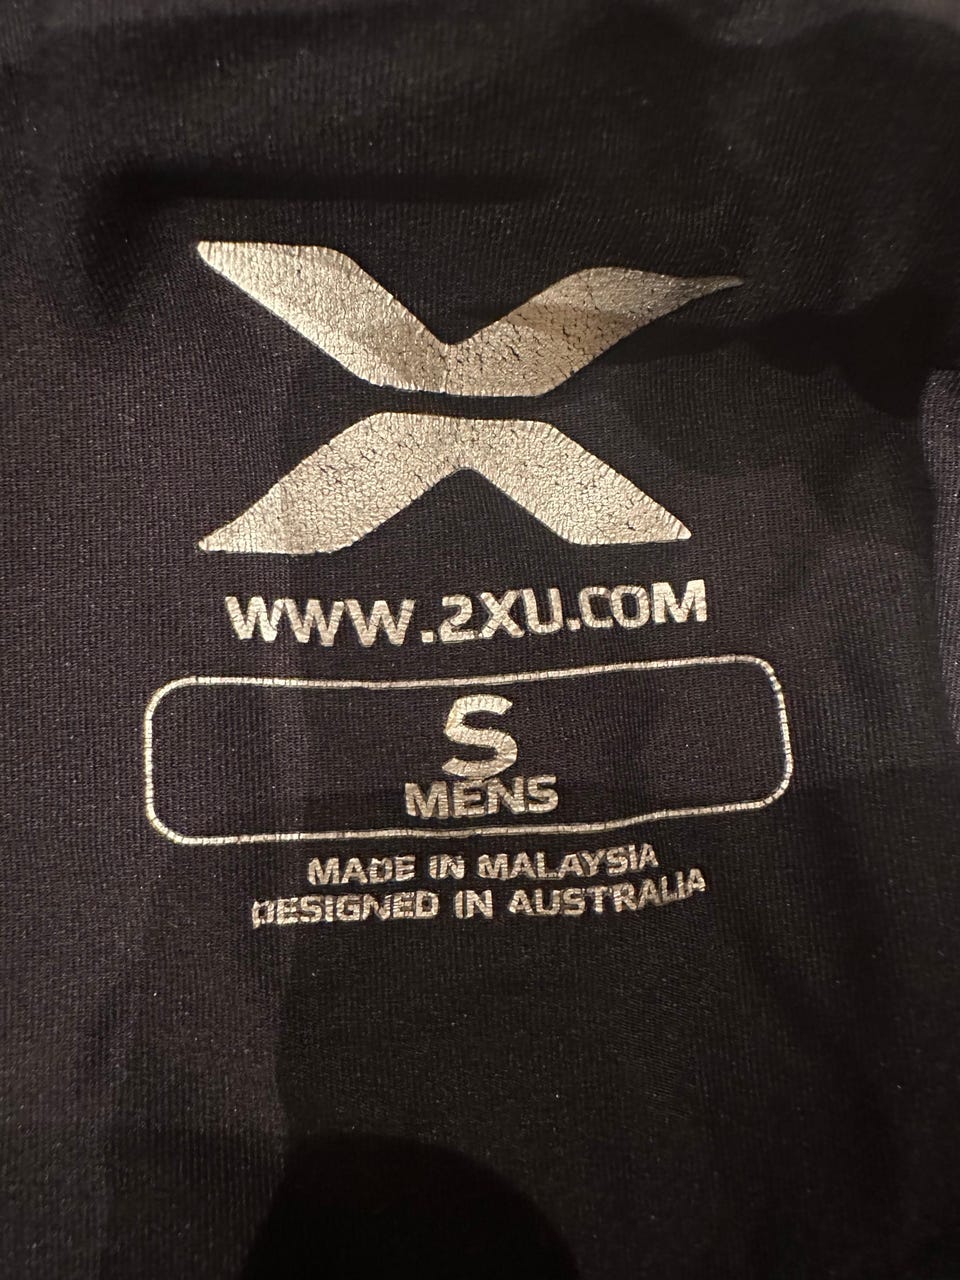 X
WWW.2XU.COM
S
MENS
MADE IN MALAYSIA
DESIGNED IN AUSTRALIA